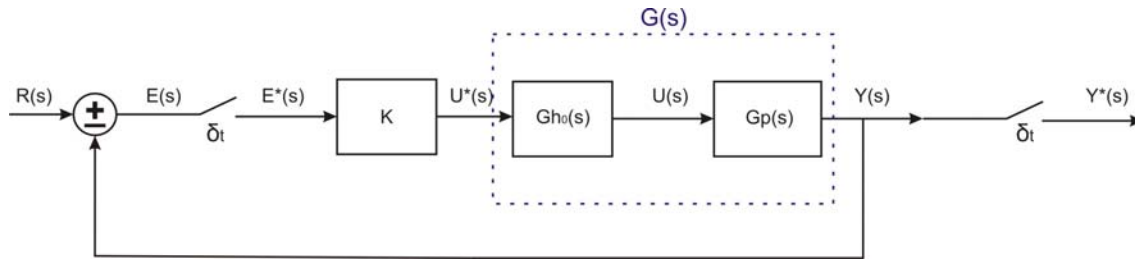 G(s)
R(s)
E(s)
E*(s)
K
U*(s)
Gh₀(s)
U(s)
Gp(s)
Y(s)
Y*(s)
+
−
δt
δt